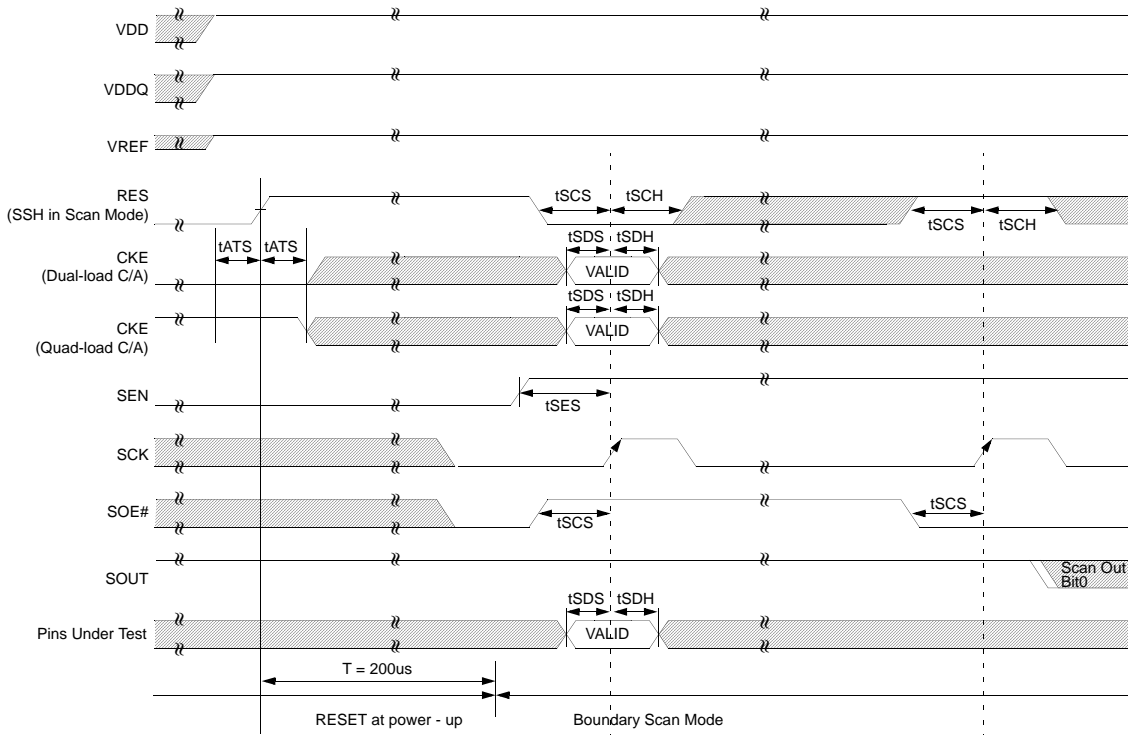 VDD
VDDQ
VREF
RES
(SSH in Scan Mode)
tSCS
tSCH
tSCS
tSCH
tATS
tATS
CKE
(Dual-load C/A)
tSDS
tSDH
VALID
CKE
(Quad-load C/A)
tSDS
tSDH
VALID
SEN
tSES
SCK
SOE#
tSCS
tSCS
SOUT
Scan Out
Bit0
Pins Under Test
tSDS
tSDH
VALID
T = 200us
RESET at power - up
Boundary Scan Mode